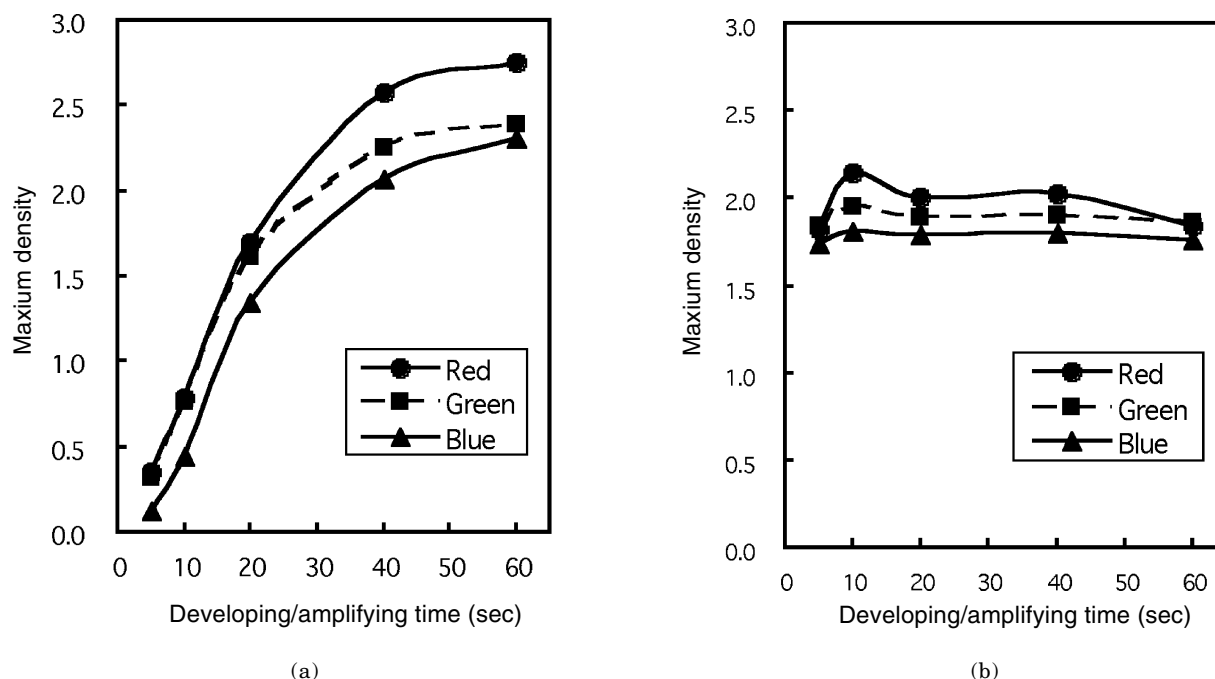 3.0
2.5
2.0
1.5
1.0
0.5
0.0
Maxium density
Red
Green
Blue
0 10 20 30 40 50 60
Developing/amplifying time (sec)
(a)
3.0
2.5
2.0
1.5
1.0
0.5
0.0
Maxium density
Red
Green
Blue
0 10 20 30 40 50 60
Developing/amplifying time (sec)
(b)